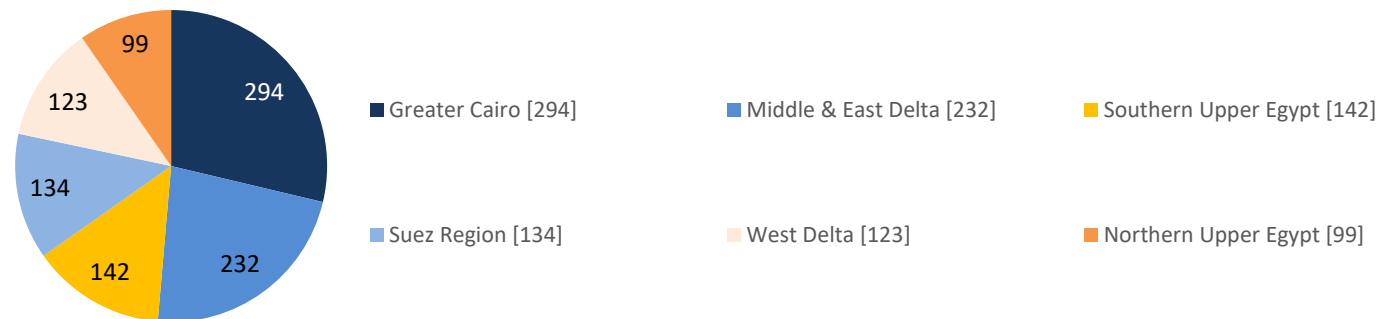 99
294
123
134
142
232
Greater Cairo [294]
Middle & East Delta [232]
Southern Upper Egypt [142]
Suez Region [134]
West Delta [123]
Northern Upper Egypt [99]